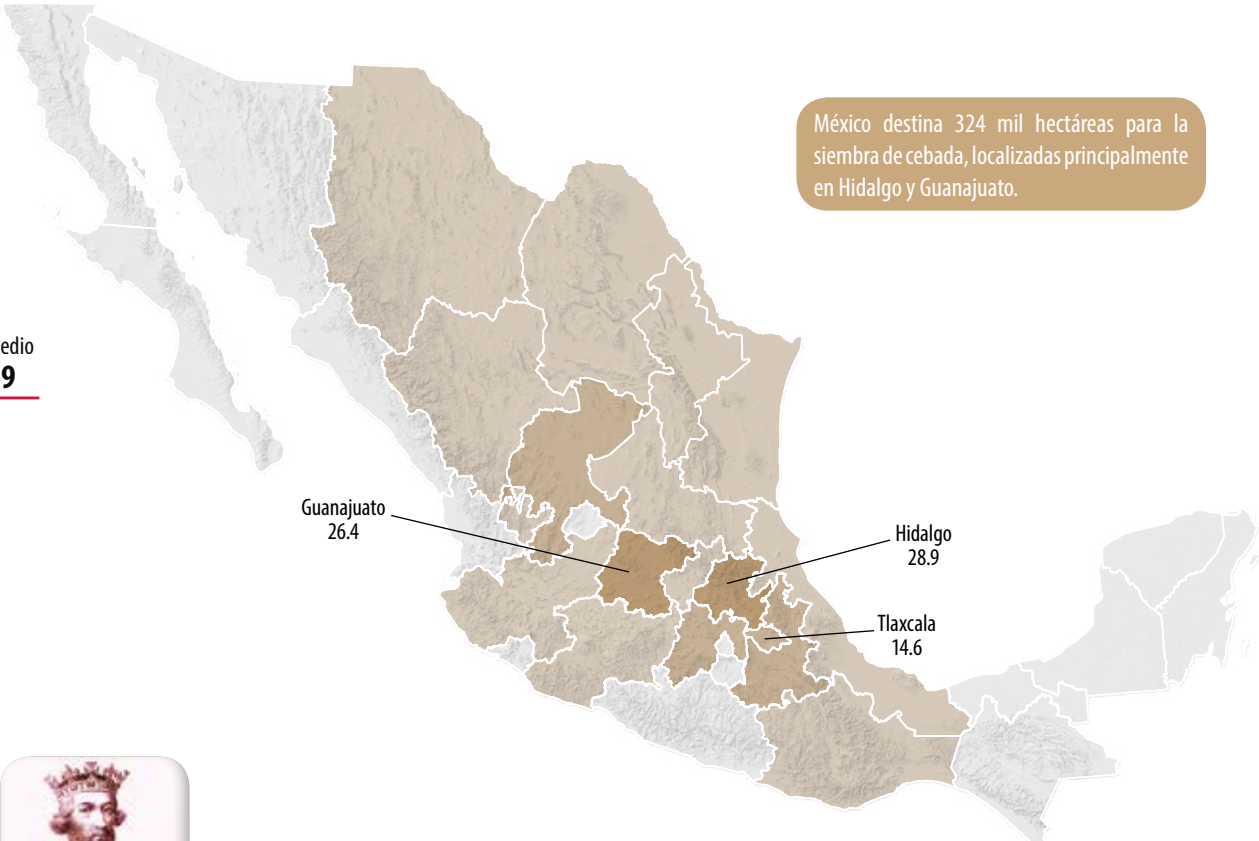 México destina 324 mil hectáreas para la
siembra de cebada, localizadas principalmente
en Hidalgo y Guanajuato.
edio
9
Guanajuato
26.4
Hidalgo
28.9
Tlaxcala
14.6